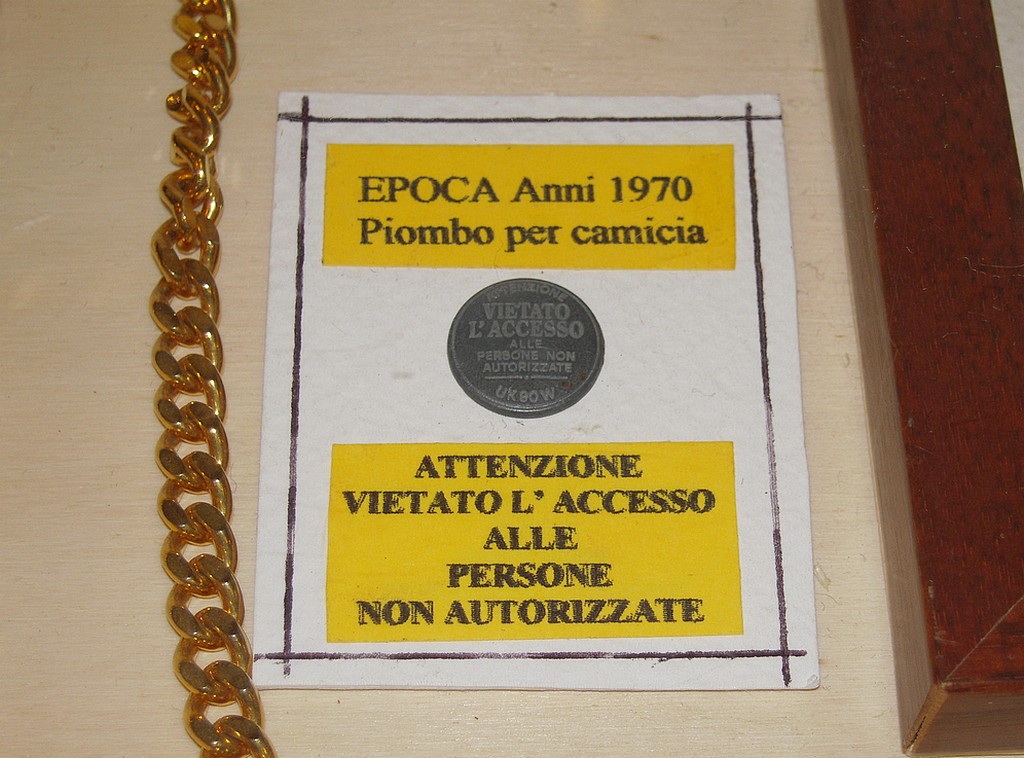 EPOCA Anni 1970
Piombo per camicia
ATTENZIONE
VIETATO
L'ACCESSO
ALLE
PERSONE NON
AUTORIZZATE
UK90W
ATTENZIONE
VIETATO L' ACCESSO
ALLE
PERSONE
NON AUTORIZZATE